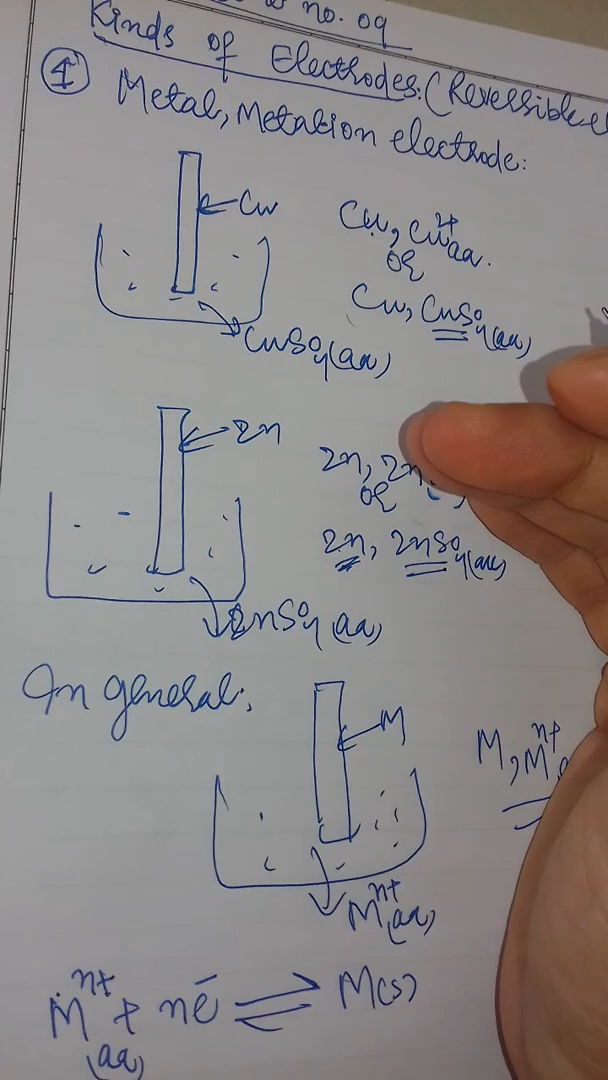 no. 09
Kinds of Electrodes: (Reversible
① Metal, Metal ion electrode:
Cu
Cu, Cu²⁺aq.
OR
Cu, CuSO₄(aq)
CuSO₄(aq)
Zn
Zn, Zn
OR
Zn, ZnSO₄(aq)
ZnSO₄(aq)
In general,
M
M, Mⁿ⁺
Mⁿ⁺(aq)
Mⁿ⁺(aq) + nē ⇌ M(s)